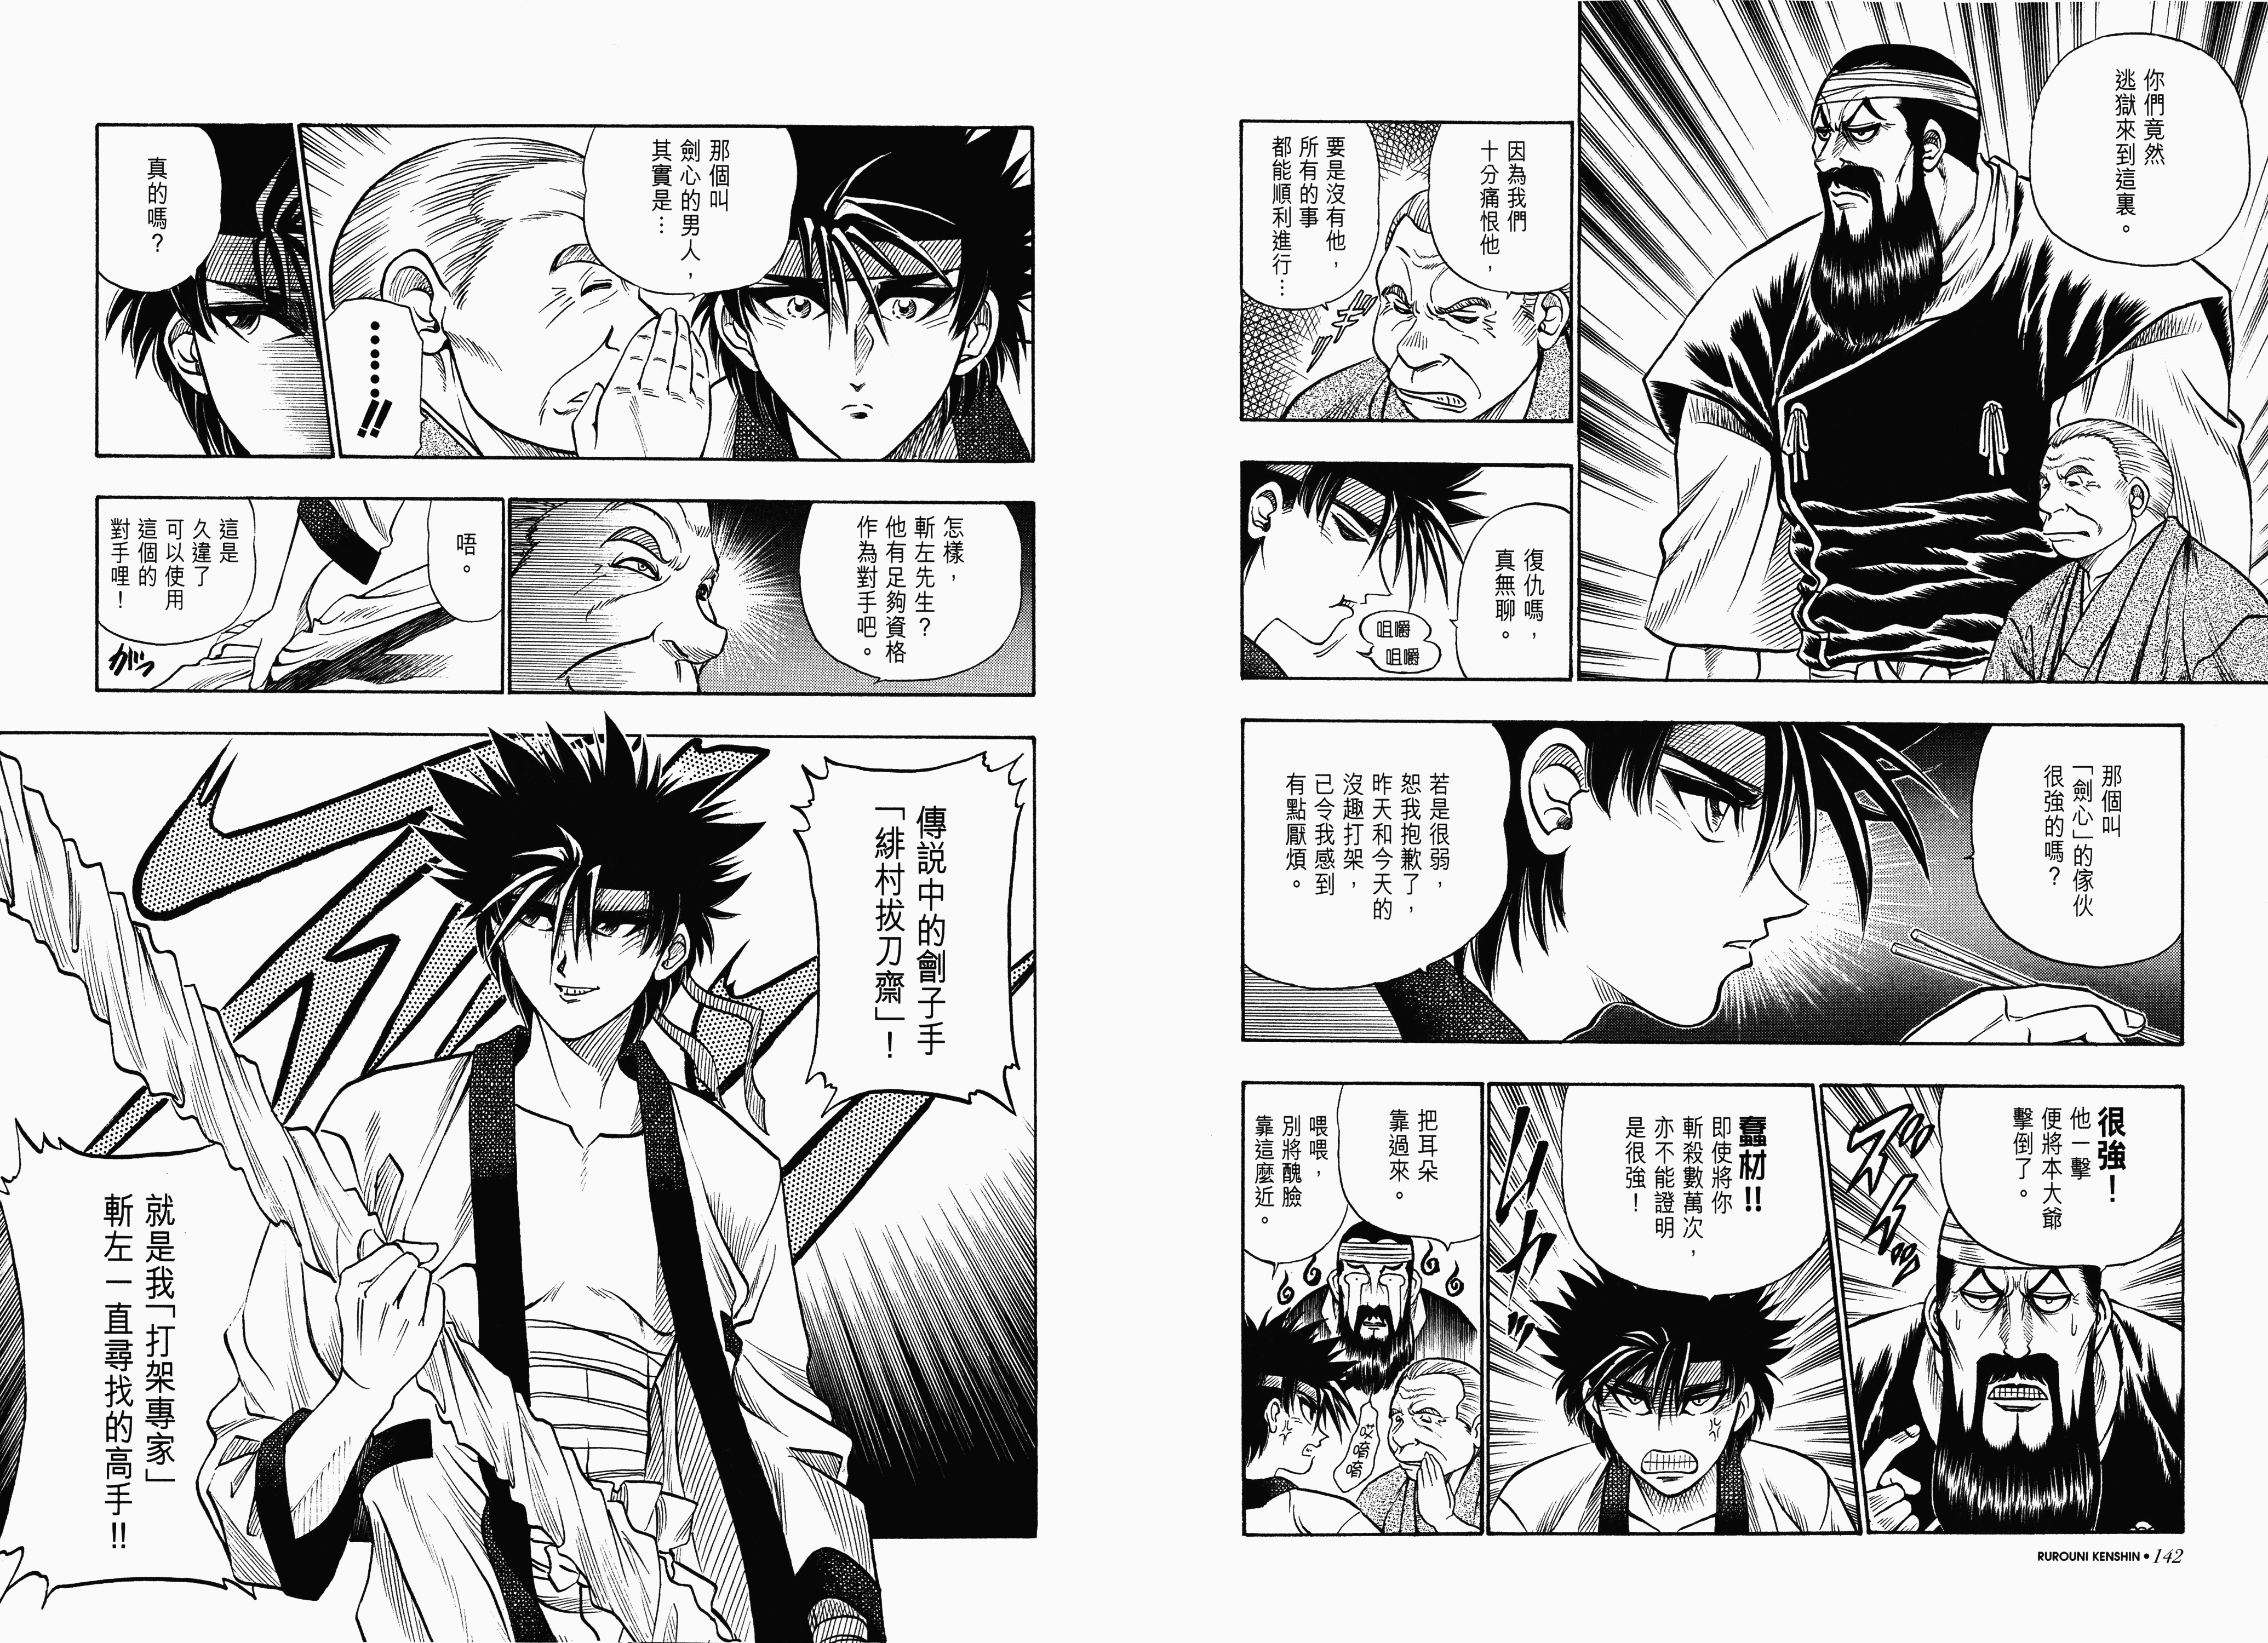 你們竟然
逃獄來到這裏。
因為我們
十分痛恨他，
要是沒有他，
所有的事
都能順利進行…
復仇嗎，
真無聊。
咀嚼
咀嚼
那個叫
「劍心」的傢伙
很強的嗎？
若是很弱，
恕我抱歉了，
昨天和今天的
沒趣打架，
已令我感到
有點厭煩。
很強！
他一擊
便將本大爺
擊倒了。
蠢材!!
即使將你
斬殺數萬次，
亦不能證明
是很強！
把耳朵
靠過來。
喂喂，
別將醜臉
靠這麼近。
哎唷唷
RUROUNI KENSHIN • 142
那個叫
劍心的男人，
其實是…
……!!
真的嗎？
怎樣，
斬左先生？
他有足夠資格
作為對手吧。
唔。
這是
久違了
可以使用
這個的
對手哩！
ガッ
傳說中的劊子手
「緋村拔刀齋」！
就是我「打架專家」
斬左一直尋找的高手!!